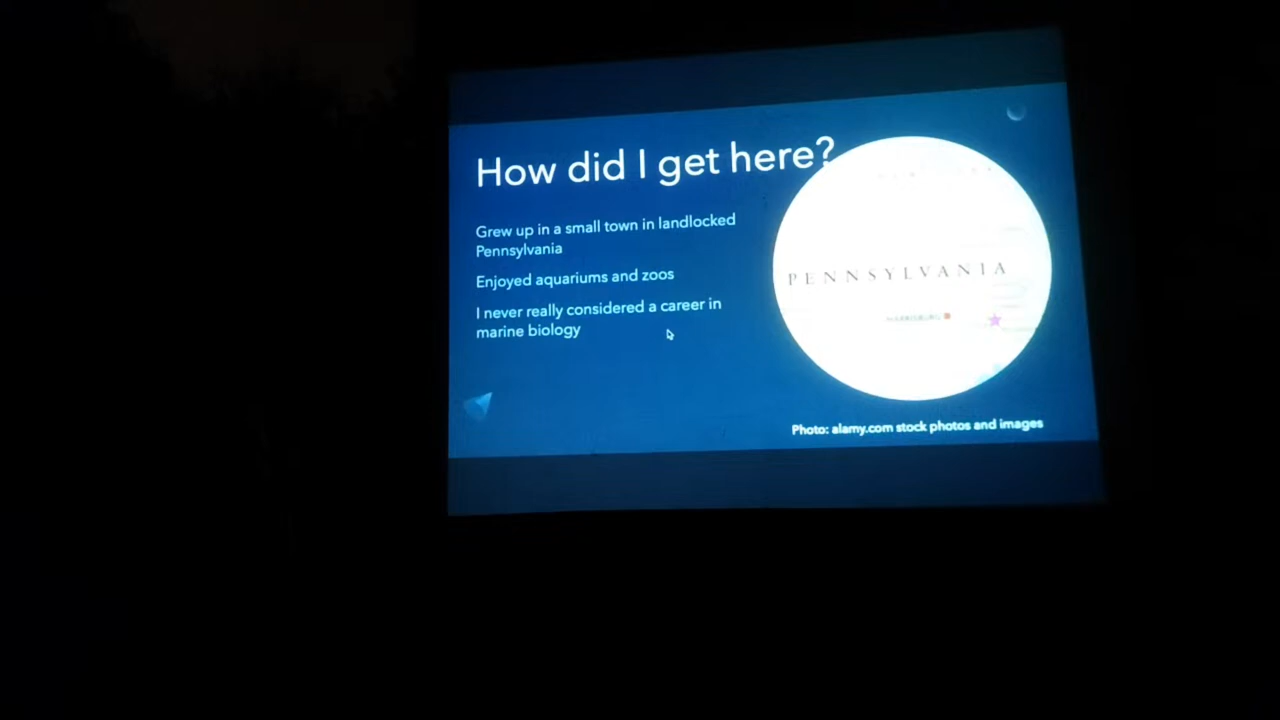 How did I get here?
Grew up in a small town in landlocked
Pennsylvania
Enjoyed aquariums and zoos
I never really considered a career in
marine biology
PENNSYLVANIA
HARRISBURG
Photo: alamy.com stock photos and images